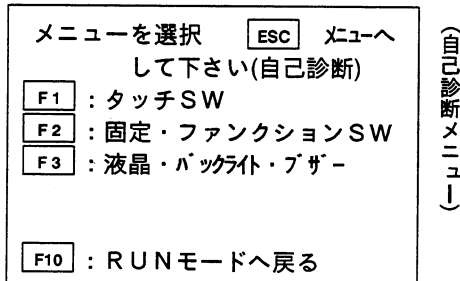 メニューを選択 ESC メニューへ
して下さい(自己診断)
F1：タッチSW
F2：固定・ファンクションSW
F3：液晶・バックライト・ブザー
F10：RUNモードへ戻る
(自己診断メニュー)